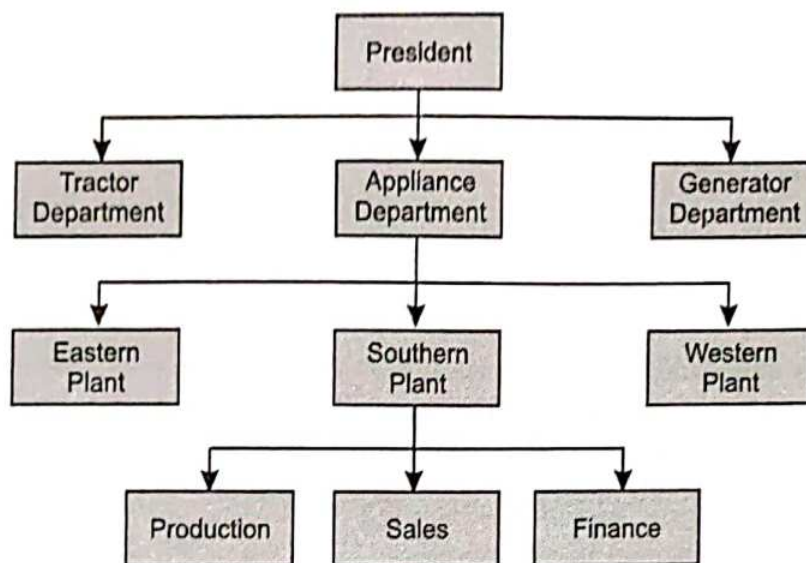 President
Tractor
Department
Appliance
Department
Generator
Department
Eastern
Plant
Southern
Plant
Western
Plant
Production
Sales
Finance